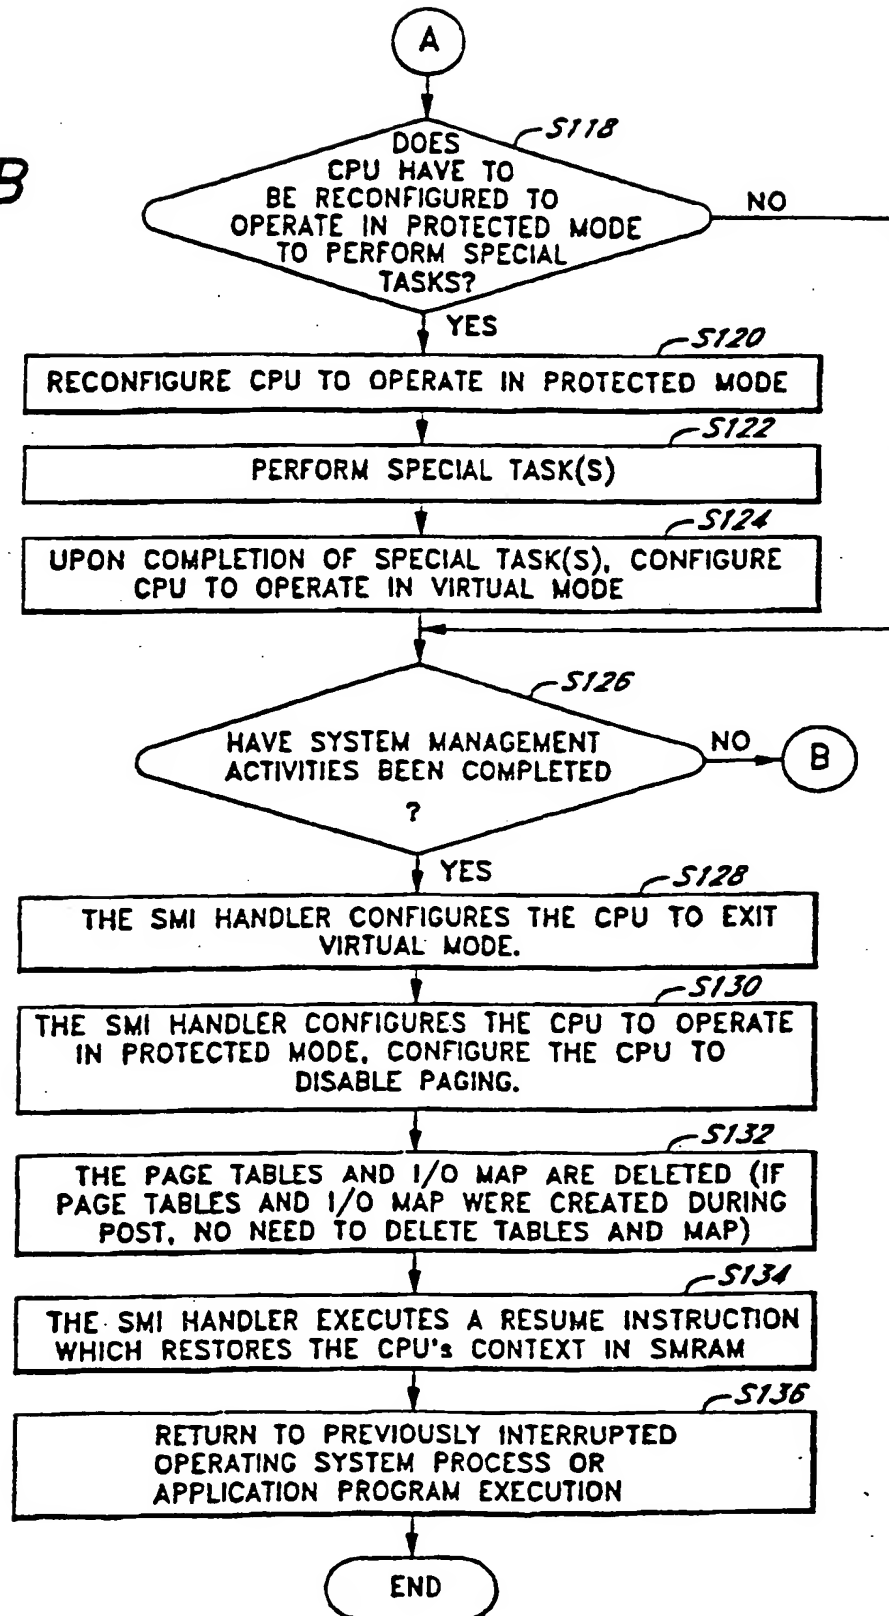 A
B
S118
DOES
CPU HAVE TO
BE RECONFIGURED TO
OPERATE IN PROTECTED MODE
TO PERFORM SPECIAL
TASKS?
NO
YES
S120
RECONFIGURE CPU TO OPERATE IN PROTECTED MODE
S122
PERFORM SPECIAL TASK(S)
S124
UPON COMPLETION OF SPECIAL TASK(S), CONFIGURE
CPU TO OPERATE IN VIRTUAL MODE
S126
HAVE SYSTEM MANAGEMENT
ACTIVITIES BEEN COMPLETED
?
NO
B
YES
S128
THE SMI HANDLER CONFIGURES THE CPU TO EXIT
VIRTUAL MODE.
S130
THE SMI HANDLER CONFIGURES THE CPU TO OPERATE
IN PROTECTED MODE. CONFIGURE THE CPU TO
DISABLE PAGING.
S132
THE PAGE TABLES AND I/O MAP ARE DELETED (IF
PAGE TABLES AND I/O MAP WERE CREATED DURING
POST, NO NEED TO DELETE TABLES AND MAP)
S134
THE SMI HANDLER EXECUTES A RESUME INSTRUCTION
WHICH RESTORES THE CPU's CONTEXT IN SMRAM
S136
RETURN TO PREVIOUSLY INTERRUPTED
OPERATING SYSTEM PROCESS OR
APPLICATION PROGRAM EXECUTION
END